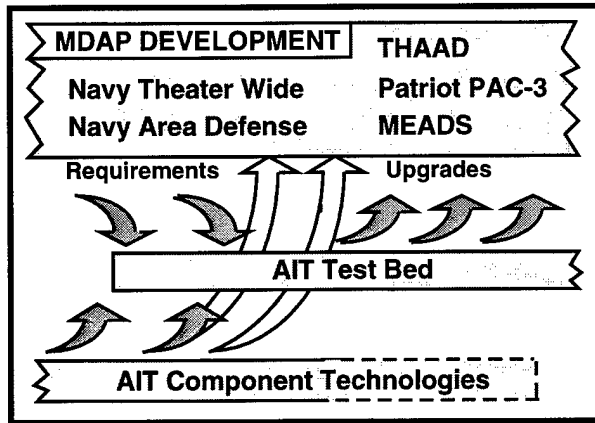 MDAP DEVELOPMENT
THAAD
Navy Theater Wide
Patriot PAC-3
Navy Area Defense
MEADS
Requirements
Upgrades
AIT Test Bed
AIT Component Technologies